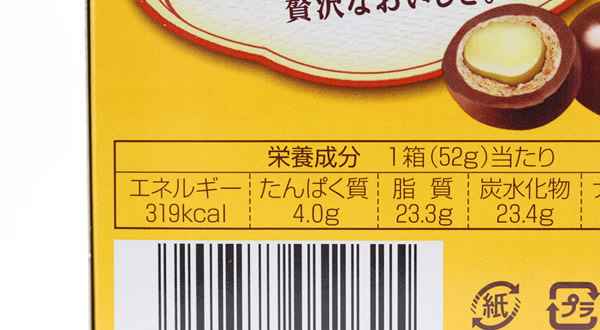 贅沢なおいしさ。
栄養成分 1箱(52g)当たり
エネルギー たんぱく質 脂質 炭水化物
319kcal 4.0g 23.3g 23.4g
紙 プラ